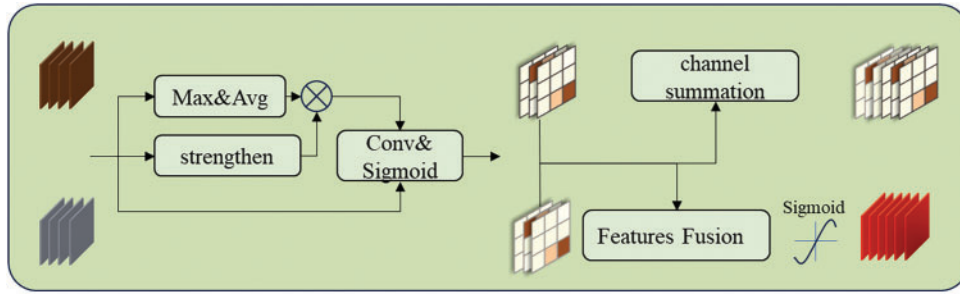 Max&Avg
strengthen
Conv&
Sigmoid
channel
summation
Features Fusion
Sigmoid